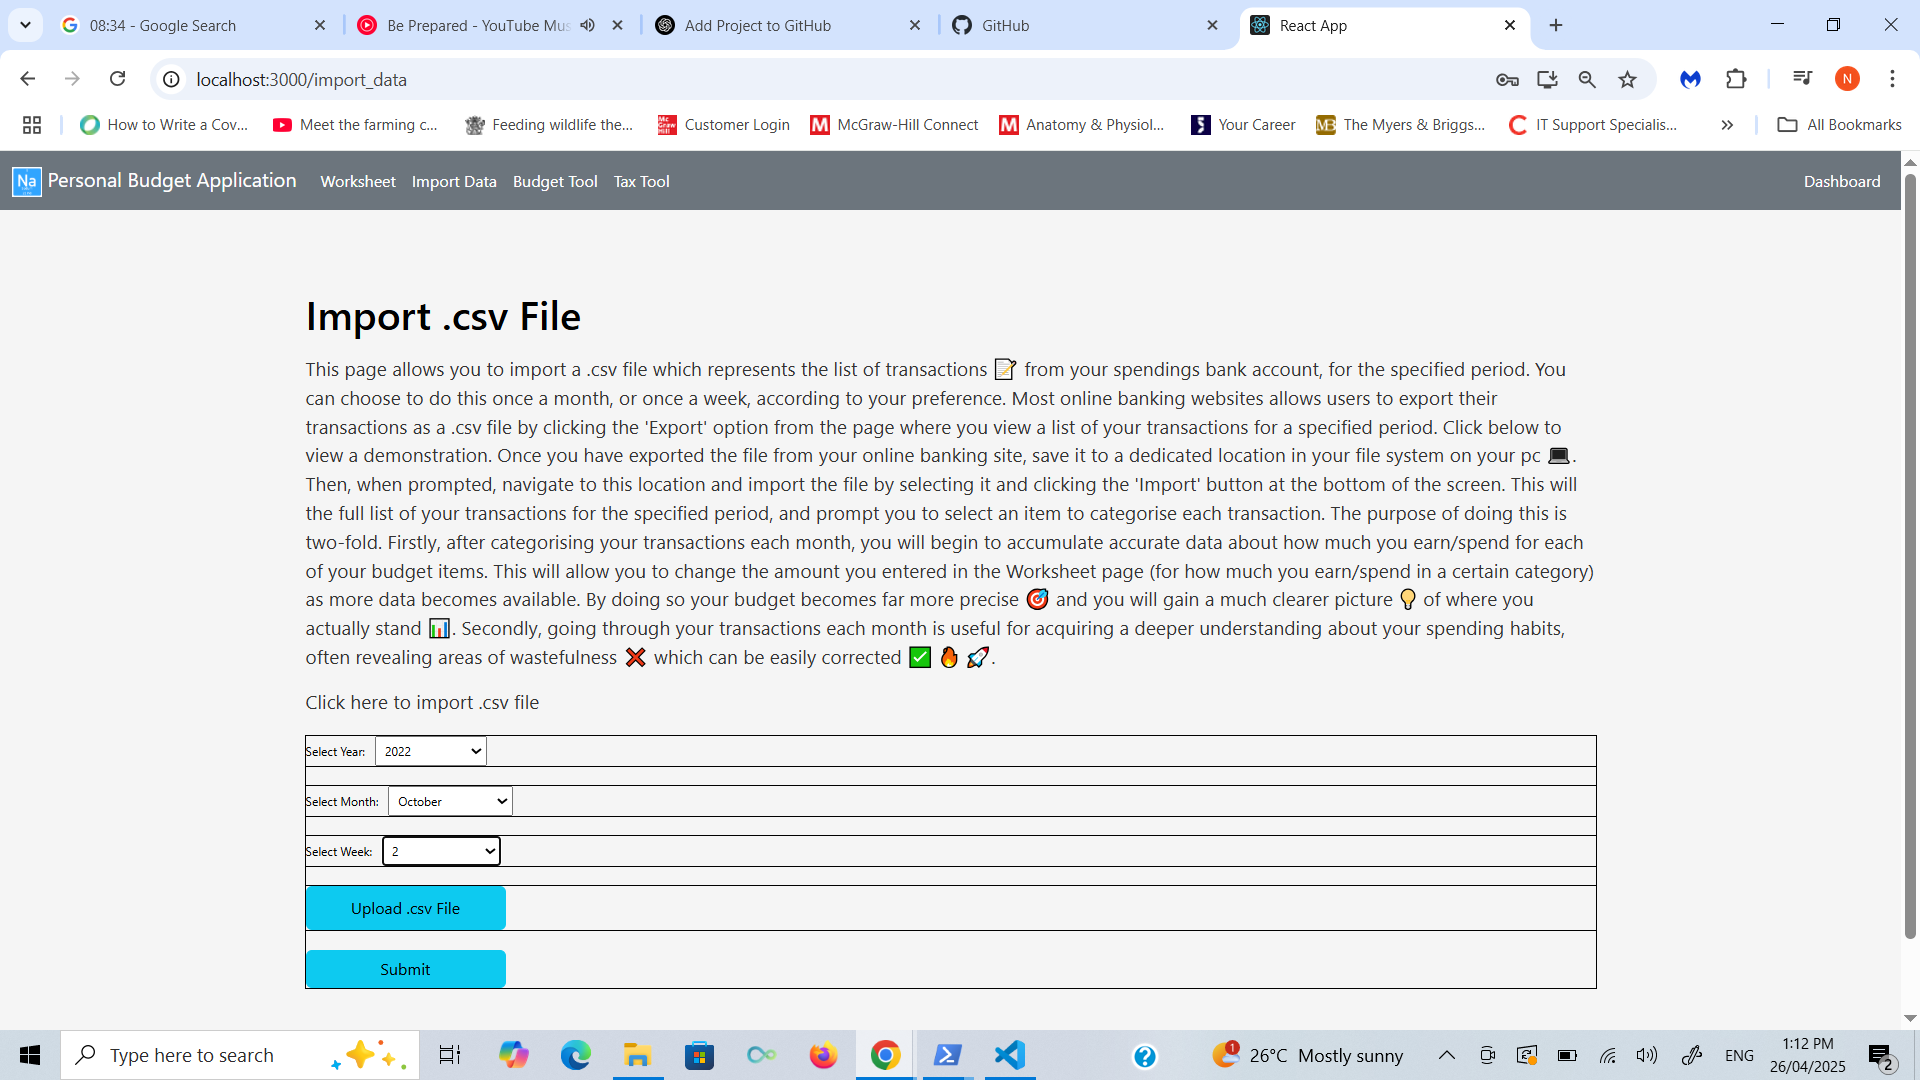 08:34 - Google Search
Be Prepared - YouTube Mus
Add Project to GitHub
GitHub
React App
localhost:3000/import_data
N
How to Write a Cov...
Meet the farming c...
Feeding wildlife the...
Mc Graw Hill
Customer Login
M
McGraw-Hill Connect
M
Anatomy & Physiol...
Your Career
MB
The Myers & Briggs...
IT Support Specialis...
All Bookmarks
Na
Personal Budget Application
Worksheet
Import Data
Budget Tool
Tax Tool
Dashboard
Import .csv File
This page allows you to import a .csv file which represents the list of transactions 📝 from your spendings bank account, for the specified period. You
can choose to do this once a month, or once a week, according to your preference. Most online banking websites allows users to export their
transactions as a .csv file by clicking the 'Export' option from the page where you view a list of your transactions for a specified period. Click below to
view a demonstration. Once you have exported the file from your online banking site, save it to a dedicated location in your file system on your pc 💻.
Then, when prompted, navigate to this location and import the file by selecting it and clicking the 'Import' button at the bottom of the screen. This will
the full list of your transactions for the specified period, and prompt you to select an item to categorise each transaction. The purpose of doing this is
two-fold. Firstly, after categorising your transactions each month, you will begin to accumulate accurate data about how much you earn/spend for each
of your budget items. This will allow you to change the amount you entered in the Worksheet page (for how much you earn/spend in a certain category)
as more data becomes available. By doing so your budget becomes far more precise 🎯 and you will gain a much clearer picture 💡 of where you
actually stand 📊. Secondly, going through your transactions each month is useful for acquiring a deeper understanding about your spending habits,
often revealing areas of wastefulness ❌ which can be easily corrected ✅ 🔥 🚀.
Click here to import .csv file
Select Year: 2022
Select Month: October
Select Week: 2
Upload .csv File
Submit
Type here to search
1
26°C Mostly sunny
ENG
1:12 PM
26/04/2025
2